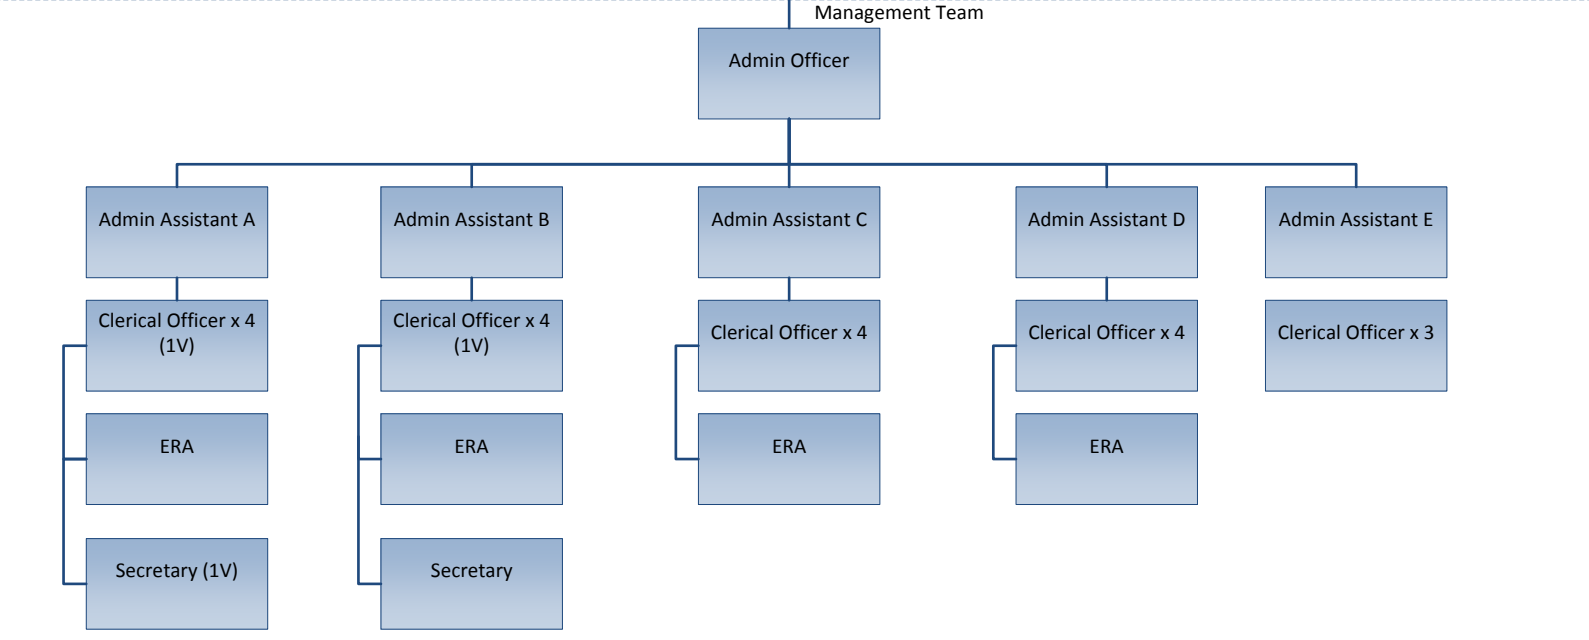 Management Team
Admin Officer
Admin Assistant A
Admin Assistant B
Admin Assistant C
Admin Assistant D
Admin Assistant E
Clerical Officer x 4
(1V)
Clerical Officer x 4
(1V)
Clerical Officer x 4
Clerical Officer x 4
Clerical Officer x 3
ERA
ERA
ERA
ERA
Secretary (1V)
Secretary